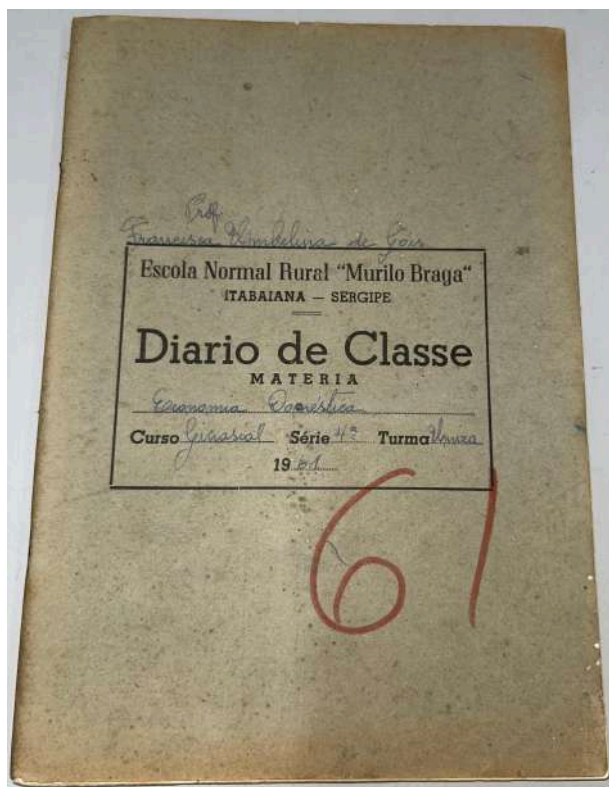 Prof
Francisca Umbelina de Góis
Escola Normal Rural "Murilo Braga"
ITABAIANA — SERGIPE
Diario de Classe
MATERIA
Economia Doméstica
Curso Ginasial Série 4ª Turma Única
1961
61